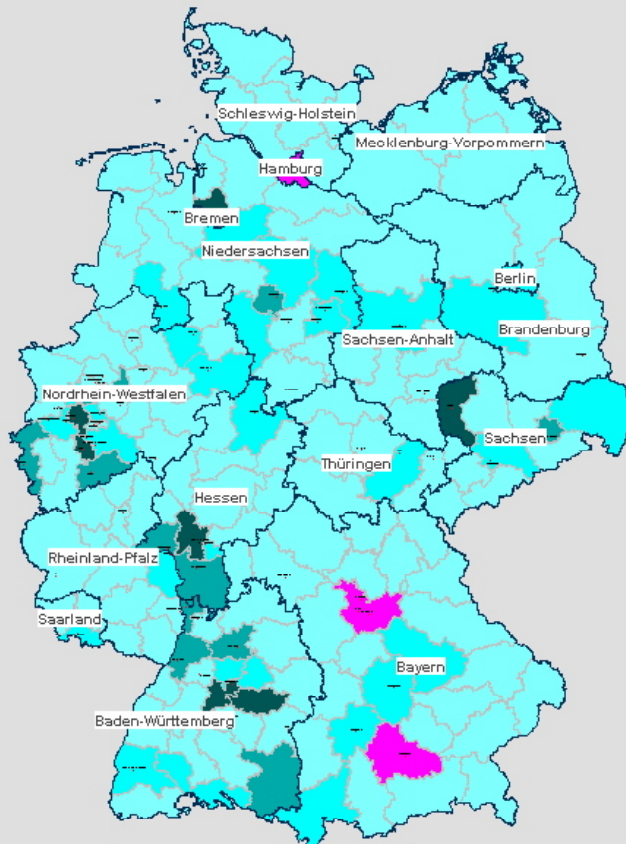 Schleswig-Holstein
Mecklenburg-Vorpommern
Hamburg
Bremen
Niedersachsen
Berlin
Brandenburg
Sachsen-Anhalt
Nordrhein-Westfalen
Sachsen
Thüringen
Hessen
Rheinland-Pfalz
Saarland
Bayern
Baden-Württemberg